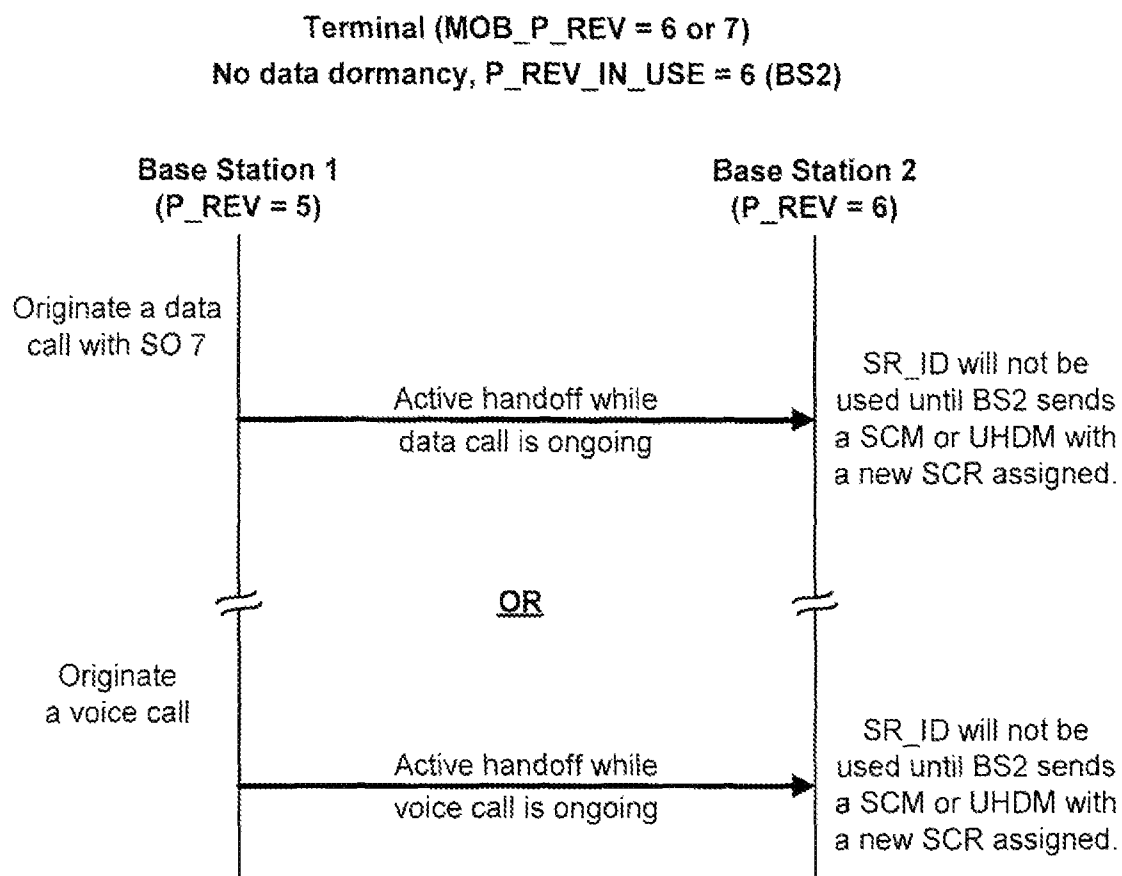 Terminal (MOB_P_REV = 6 or 7)
No data dormancy, P_REV_IN_USE = 6 (BS2)
Base Station 1
(P_REV = 5)
Base Station 2
(P_REV = 6)
Originate a data
call with SO 7
Active handoff while
data call is ongoing
SR_ID will not be
used until BS2 sends
a SCM or UHDM with
a new SCR assigned.
OR
Originate
a voice call
Active handoff while
voice call is ongoing
SR_ID will not be
used until BS2 sends
a SCM or UHDM with
a new SCR assigned.